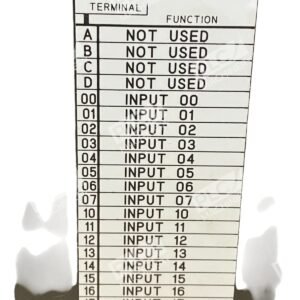 TERMINAL FUNCTION
A NOT USED
B NOT USED
C NOT USED
D NOT USED
00 INPUT 00
01 INPUT 01
02 INPUT 02
03 INPUT 03
04 INPUT 04
05 INPUT 05
06 INPUT 06
07 INPUT 07
10 INPUT 10
11 INPUT 11
12 INPUT 12
13 INPUT 13
14 INPUT 14
15 INPUT 15
16 INPUT 16